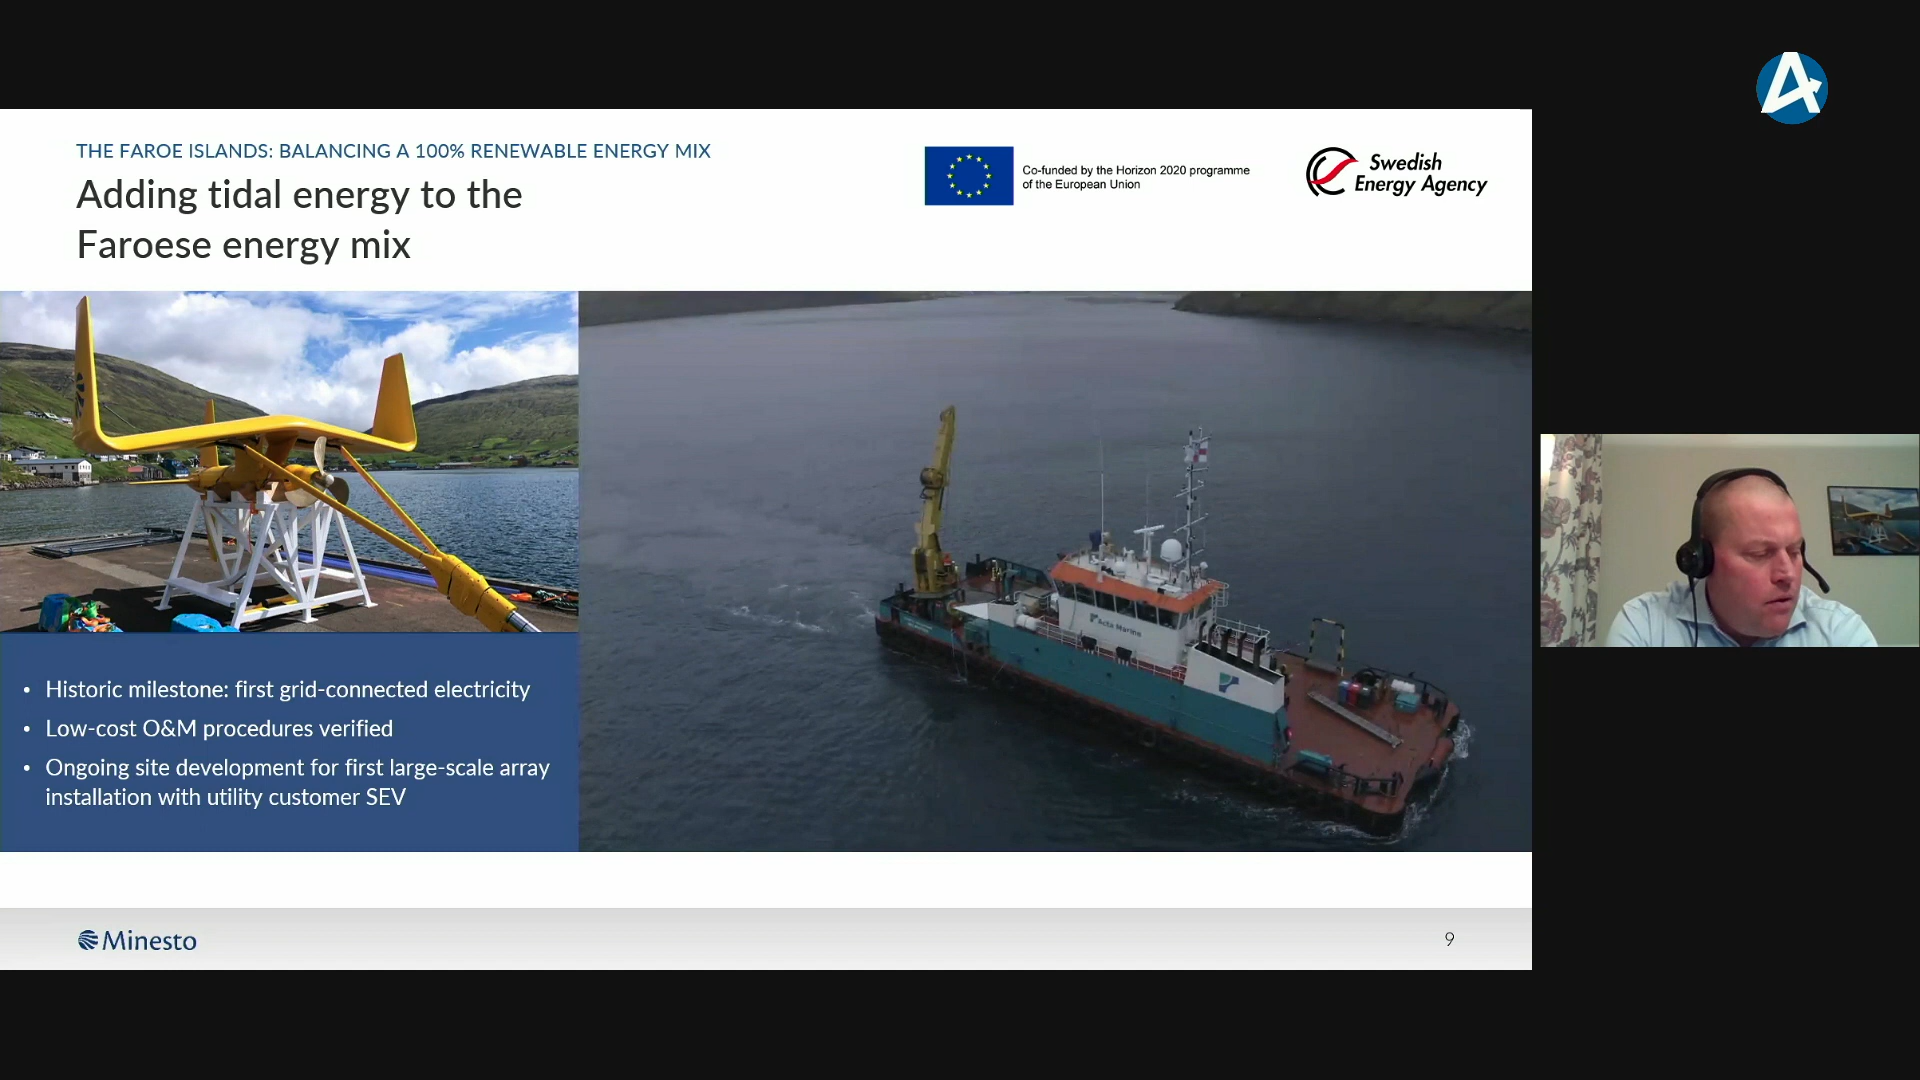 THE FAROE ISLANDS: BALANCING A 100% RENEWABLE ENERGY MIX
Adding tidal energy to the
Faroese energy mix
Co-funded by the Horizon 2020 programme
of the European Union
Swedish
Energy Agency
Acta Marine
• Historic milestone: first grid-connected electricity
• Low-cost O&M procedures verified
• Ongoing site development for first large-scale array
installation with utility customer SEV
Minesto
9